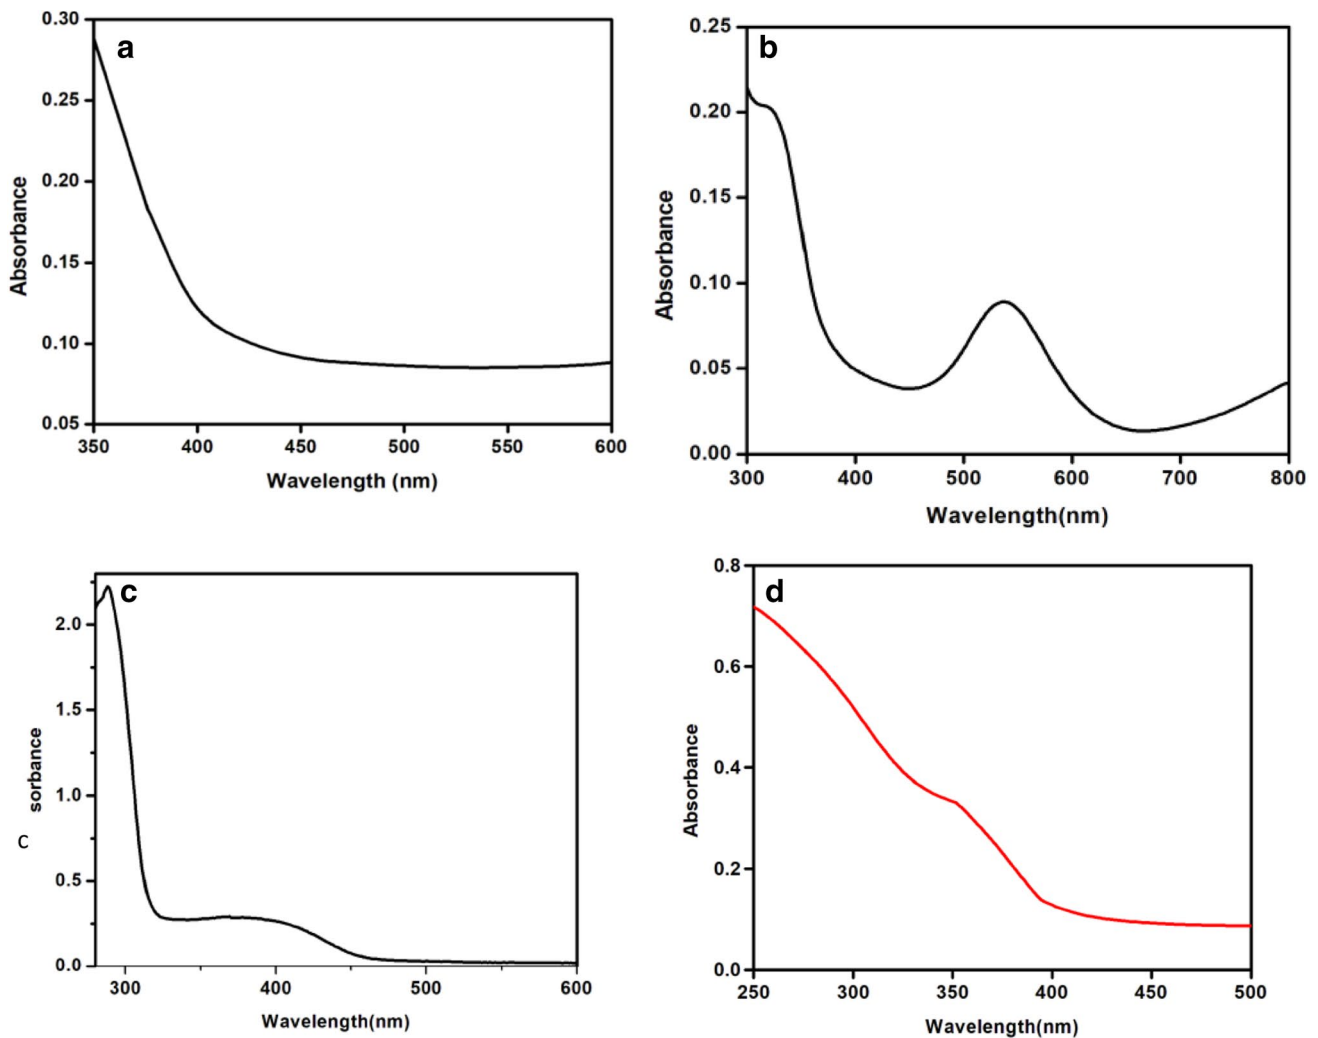 a
0.30
0.25
0.20
0.15
0.10
0.05
Absorbance
350 400 450 500 550 600
Wavelength (nm)
b
0.25
0.20
0.15
0.10
0.05
0.00
Absorbance
300 400 500 600 700 800
Wavelength(nm)
c
2.0
1.5
1.0
0.5
0.0
sorbance
c
300 400 500 600
Wavelength(nm)
d
0.8
0.6
0.4
0.2
0.0
Absorbance
250 300 350 400 450 500
Wavelength(nm)